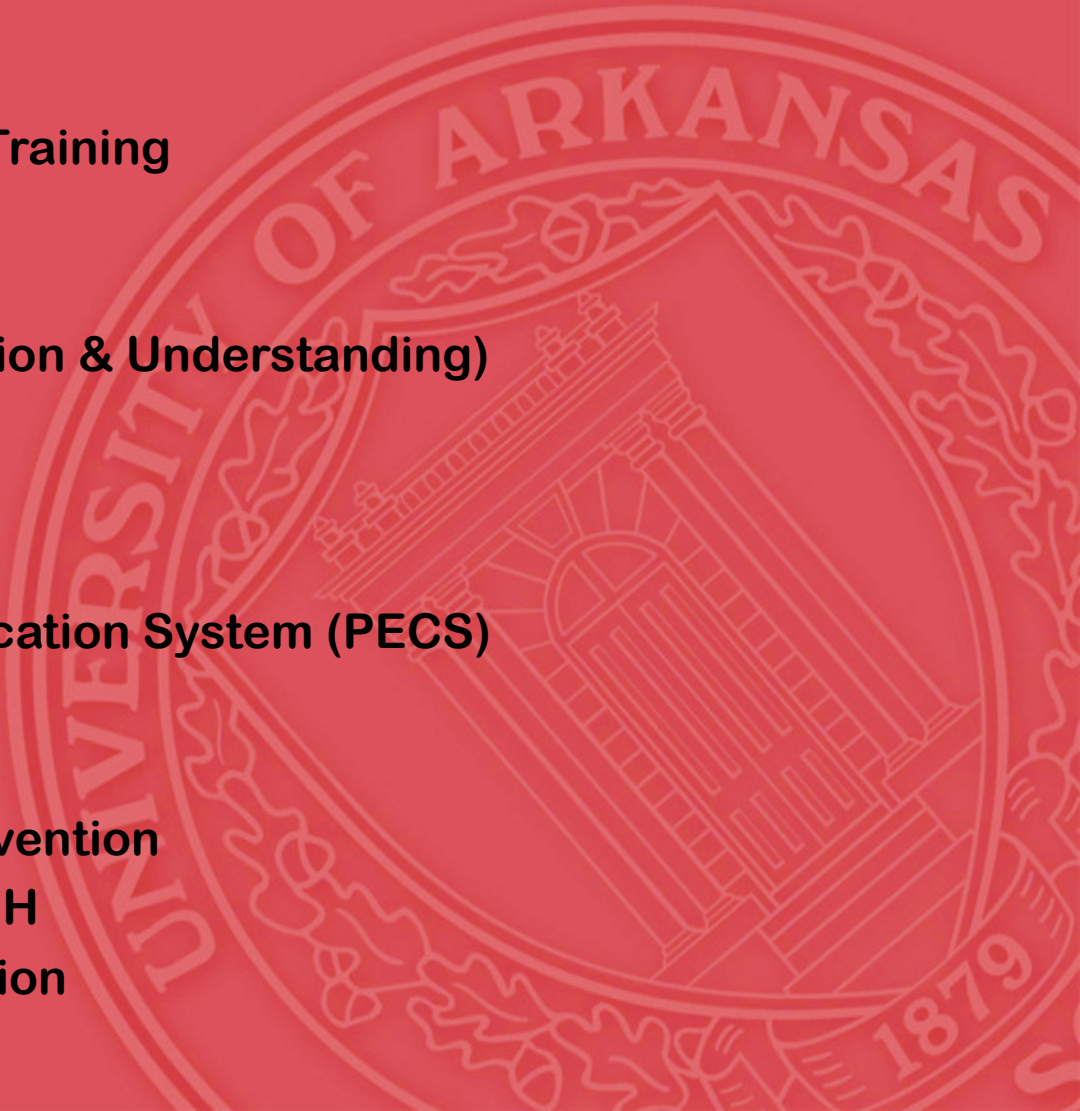 Training
ion & Understanding)
cation System (PECS)
vention
H
ion
UNIVERSITY OF ARKANSAS
1879